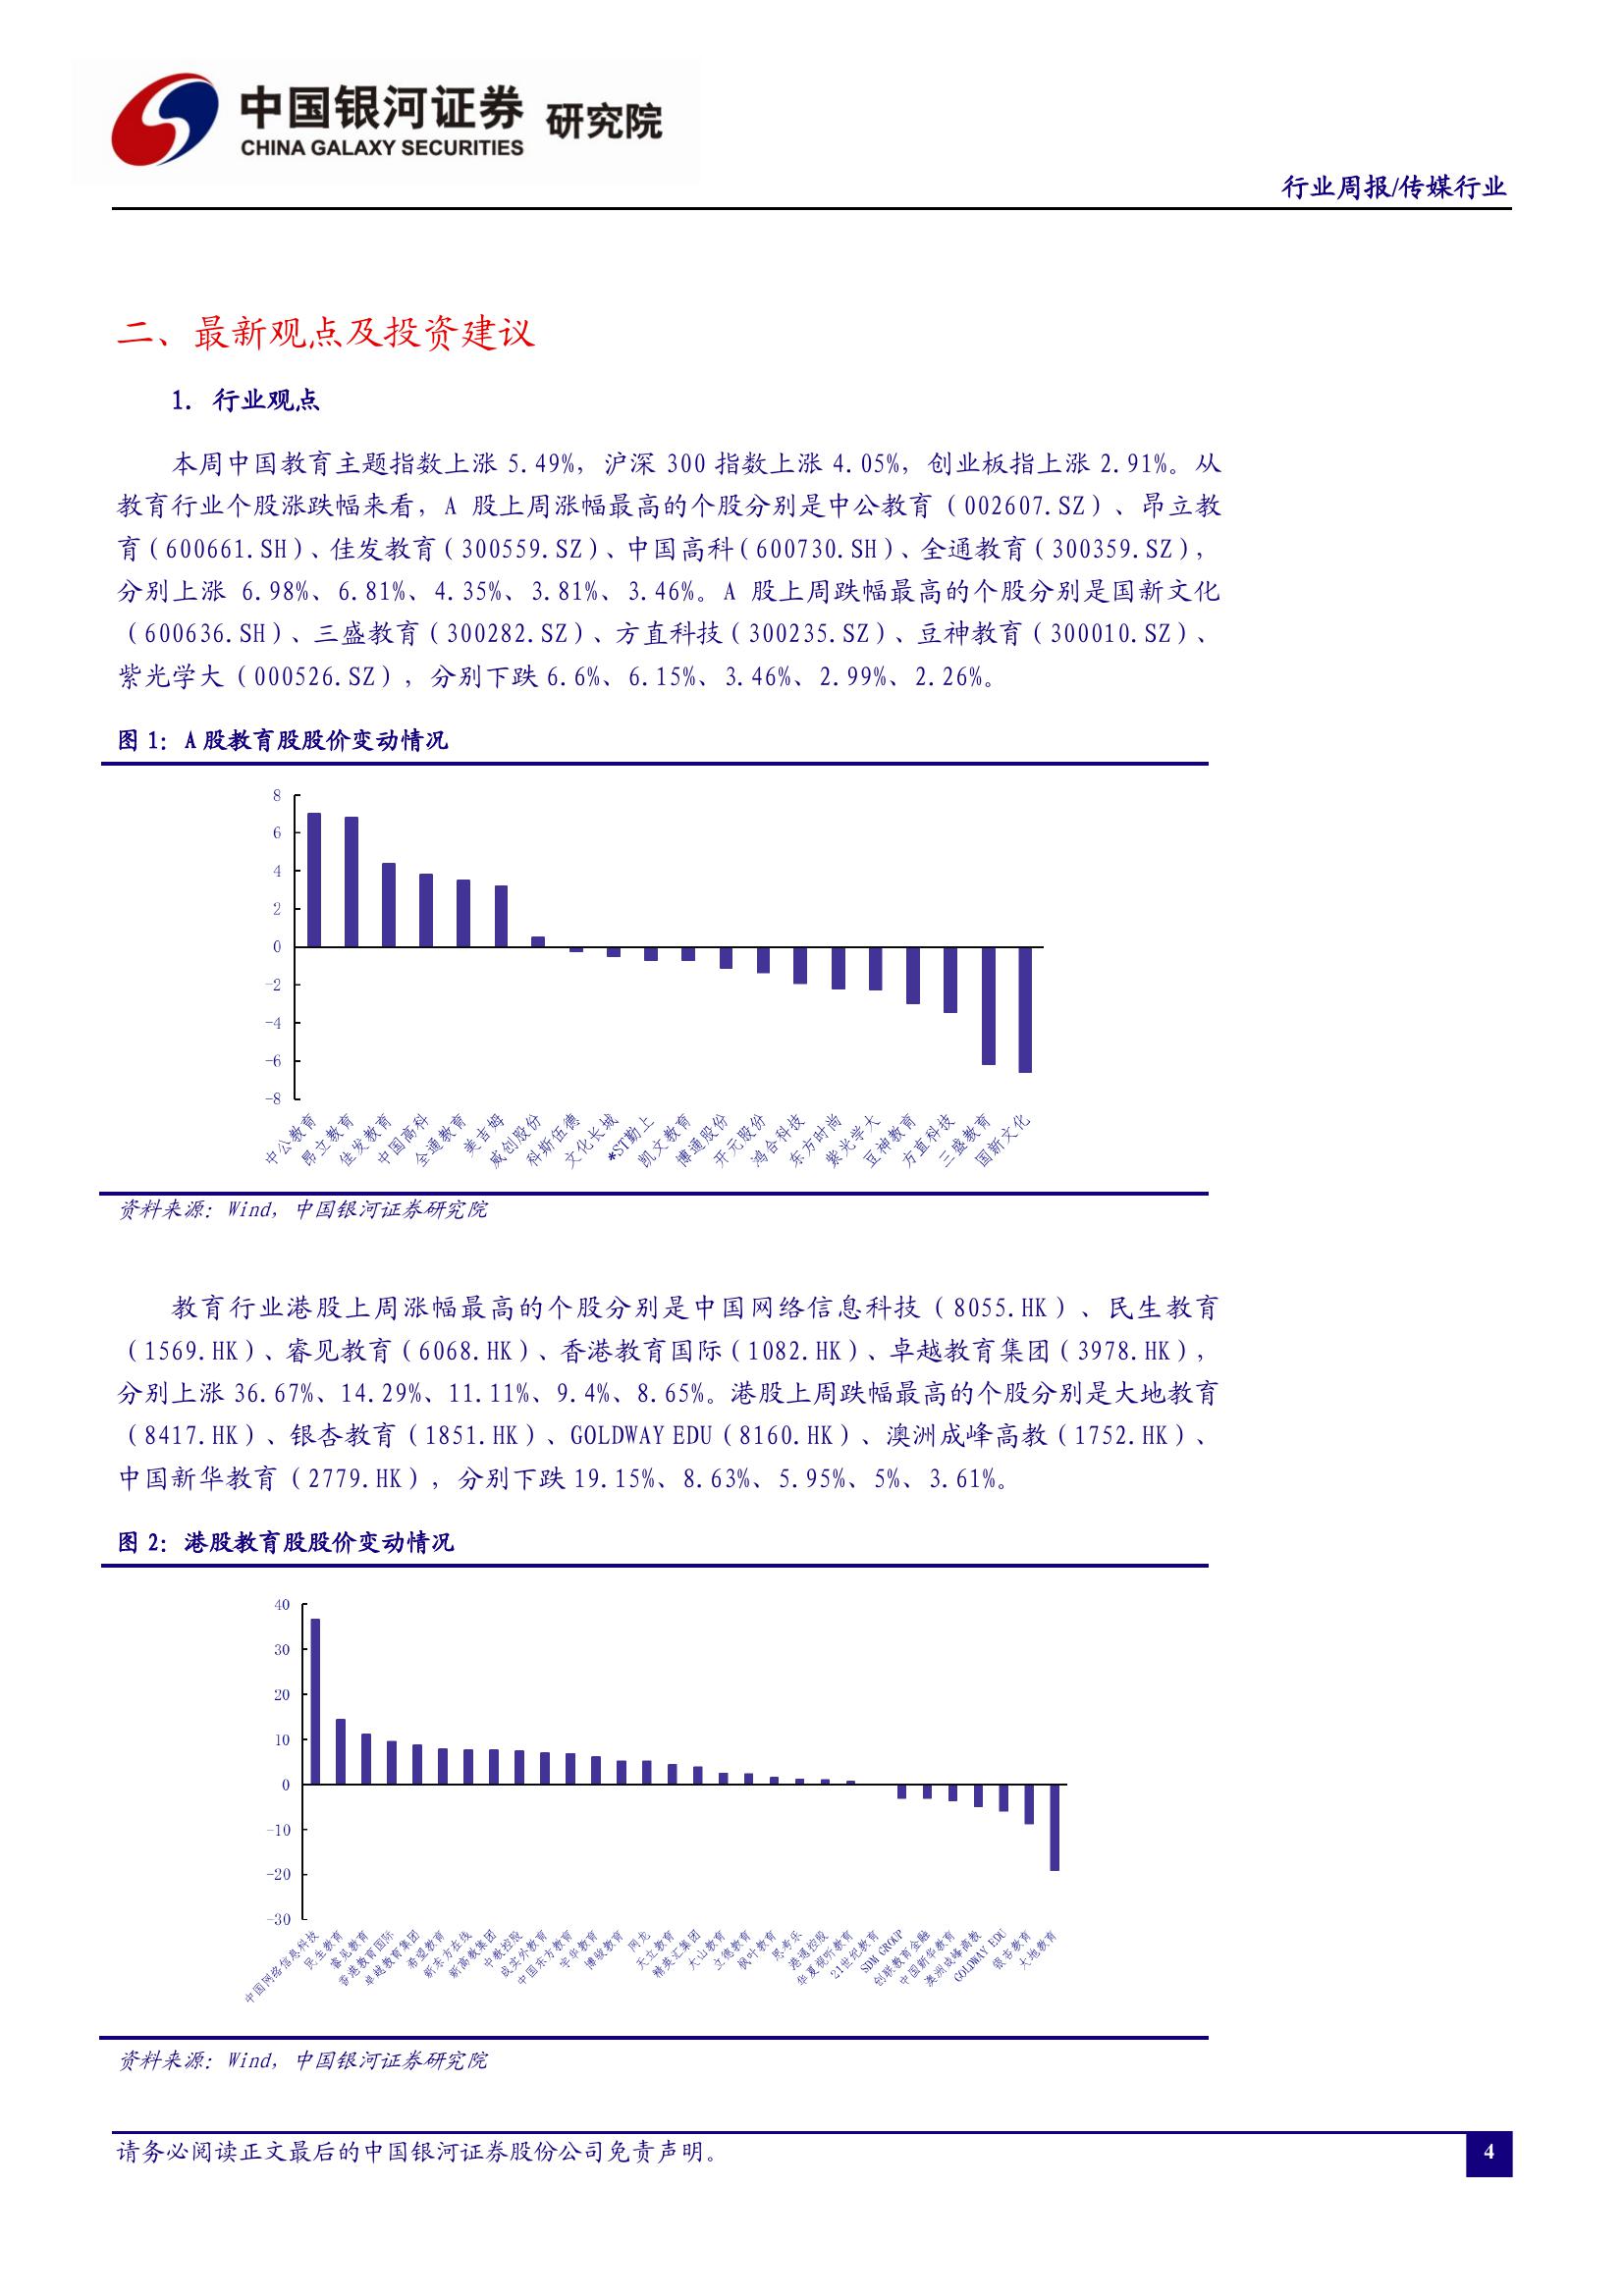 中国银河证券 研究院
CHINA GALAXY SECURITIES
行业周报/传媒行业
二、最新观点及投资建议
1. 行业观点
本周中国教育主题指数上涨 5.49%，沪深 300 指数上涨 4.05%，创业板指上涨 2.91%。从
教育行业个股涨跌幅来看，A 股上周涨幅最高的个股分别是中公教育（002607.SZ）、昂立教
育（600661.SH）、佳发教育（300559.SZ）、中国高科（600730.SH）、全通教育（300359.SZ），
分别上涨 6.98%、6.81%、4.35%、3.81%、3.46%。A 股上周跌幅最高的个股分别是国新文化
（600636.SH）、三盛教育（300282.SZ）、方直科技（300235.SZ）、豆神教育（300010.SZ）、
紫光学大（000526.SZ），分别下跌 6.6%、6.15%、3.46%、2.99%、2.26%。
图 1：A 股教育股股价变动情况
8
6
4
2
0
-2
-4
-6
-8
中公教育
昂立教育
佳发教育
中国高科
全通教育
美吉姆
威创股份
科斯伍德
文化长城
*ST勤上
凯文教育
博通股份
开元股份
鸿合科技
东方时尚
紫光学大
豆神教育
方直科技
三盛教育
国新文化
资料来源：Wind，中国银河证券研究院
教育行业港股上周涨幅最高的个股分别是中国网络信息科技（8055.HK）、民生教育
（1569.HK）、睿见教育（6068.HK）、香港教育国际（1082.HK）、卓越教育集团（3978.HK），
分别上涨 36.67%、14.29%、11.11%、9.4%、8.65%。港股上周跌幅最高的个股分别是大地教育
（8417.HK）、银杏教育（1851.HK）、GOLDWAY EDU（8160.HK）、澳洲成峰高教（1752.HK）、
中国新华教育（2779.HK），分别下跌 19.15%、8.63%、5.95%、5%、3.61%。
图 2：港股教育股股价变动情况
40
30
20
10
0
-10
-20
-30
中国网络信息科技
民生教育
睿见教育
香港教育国际
卓越教育集团
希望教育
新东方在线
新高教集团
中教控股
成实外教育
中国东方教育
宇华教育
博骏教育
网龙
天立教育
精英汇集团
大山教育
立德教育
枫叶教育
思考乐
港通控股
华夏视听教育
21世纪教育
SDM GROUP
创联教育金融
中国新华教育
澳洲成峰高教
GOLDWAY EDU
银杏教育
大地教育
资料来源：Wind，中国银河证券研究院
请务必阅读正文最后的中国银河证券股份公司免责声明。
4